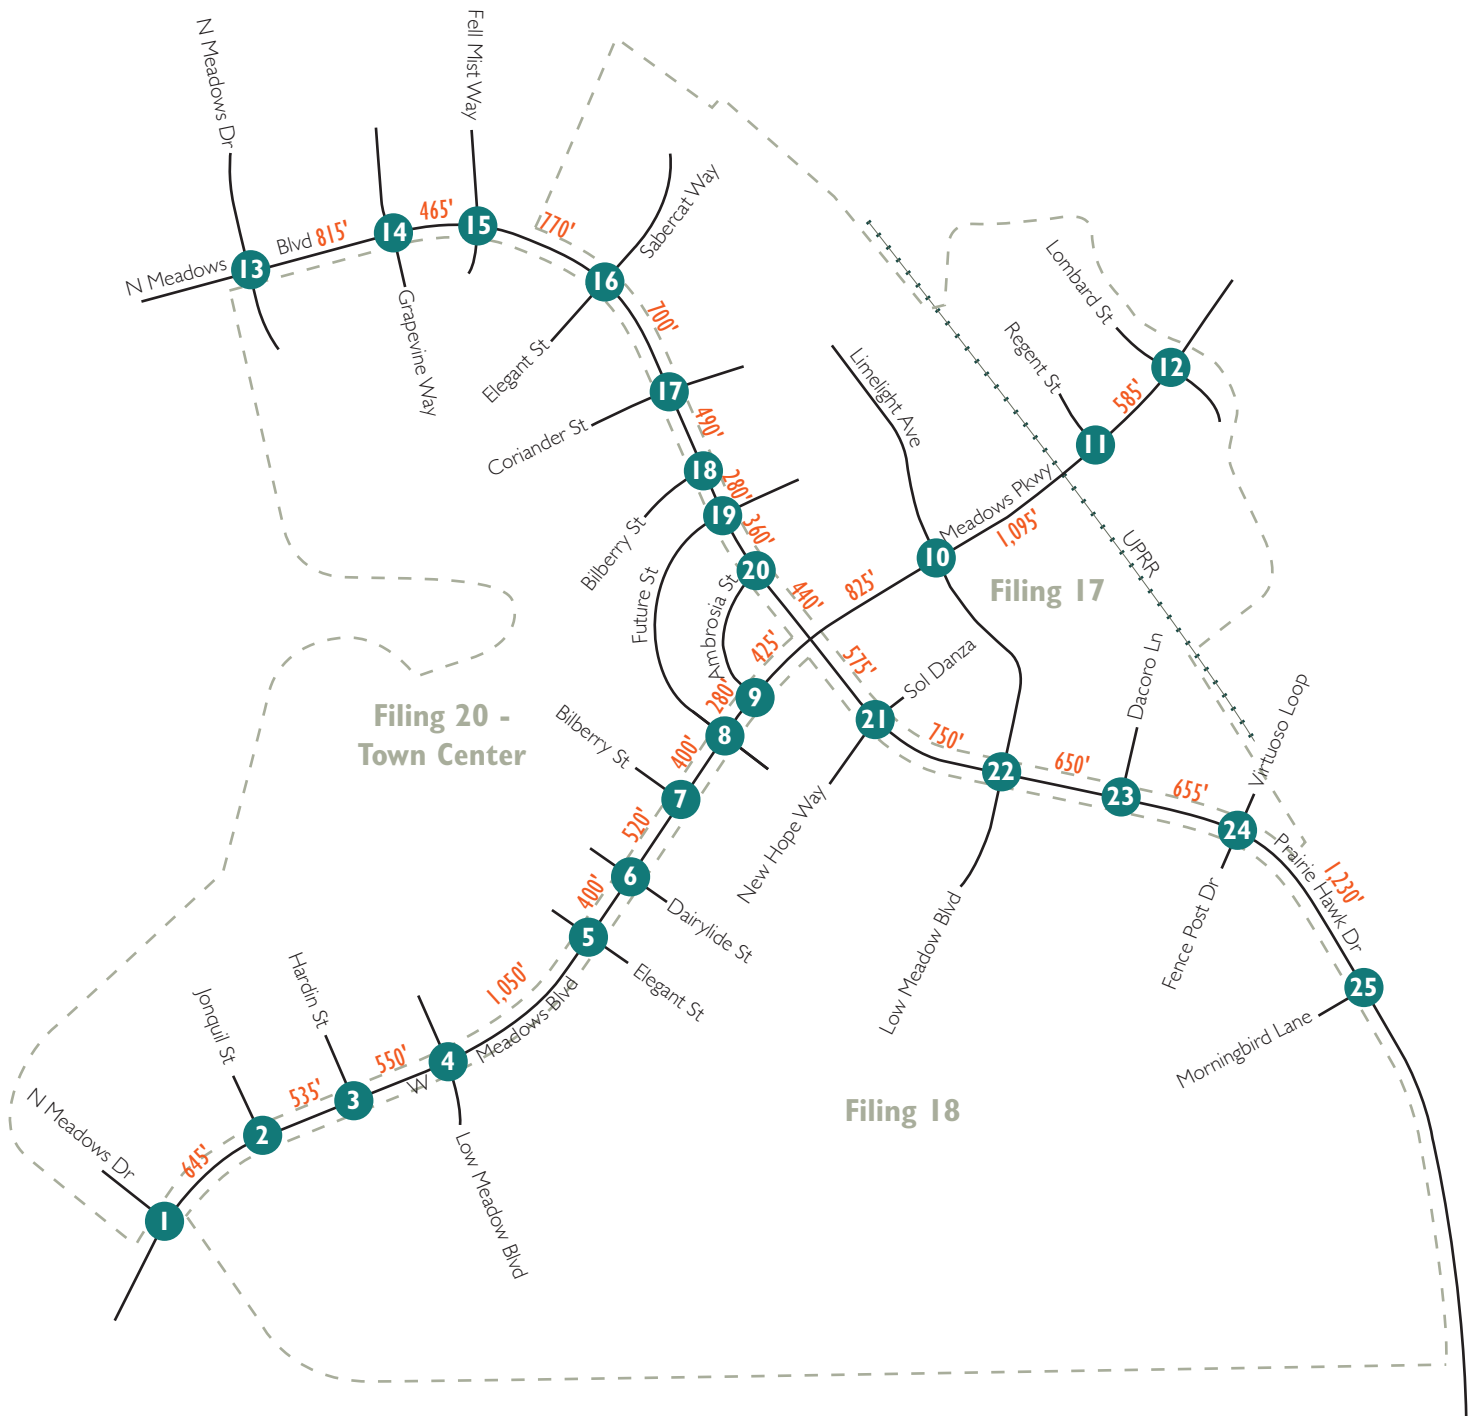 N Meadows Dr
Fell Mist Way
N Meadows
13
Blvd
815'
14
465'
15
770'
Sabercat Way
16
Grapevine Way
Elegant St
700'
17
Coriander St
490'
18
280'
19
Bilberry St
360'
20
Future St
Ambrosia St
440'
425'
825'
Limelight Ave
10
Meadows Pkwy
1,095'
Regent St
Lombard St
11
585'
12
UPRR
Filing 17
575'
Sol Danza
21
New Hope Way
750'
22
Low Meadow Blvd
650'
Dacoro Ln
23
655'
Virtuoso Loop
24
Fence Post Dr
Prairie Hawk Dr
1,230'
25
Morningbird Lane
Filing 20 -
Town Center
9
280'
8
400'
Bilberry St
7
520'
6
Dairylide St
400'
5
Elegant St
1,050'
W
Meadows Blvd
4
Low Meadow Blvd
550'
Hardin St
3
535'
Jonquil St
2
645'
N Meadows Dr
1
Filing 18